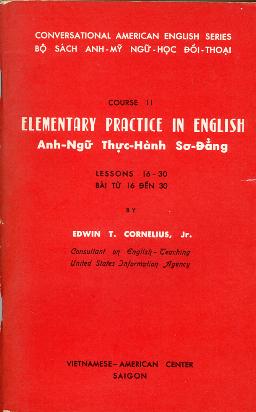 CONVERSATIONAL AMERICAN ENGLISH SERIES
BỘ SÁCH ANH-MỸ NGỮ-HỌC ĐỐI-THOẠI
COURSE II
ELEMENTARY PRACTICE IN ENGLISH
Anh-Ngữ Thực-Hành Sơ-Đẳng
LESSONS 16-30
BÀI TỪ 16 ĐẾN 30
BY
EDWIN T. CORNELIUS, Jr.
Consultant on English-Teaching
United States Information Agency
VIETNAMESE-AMERICAN CENTER
SAIGON